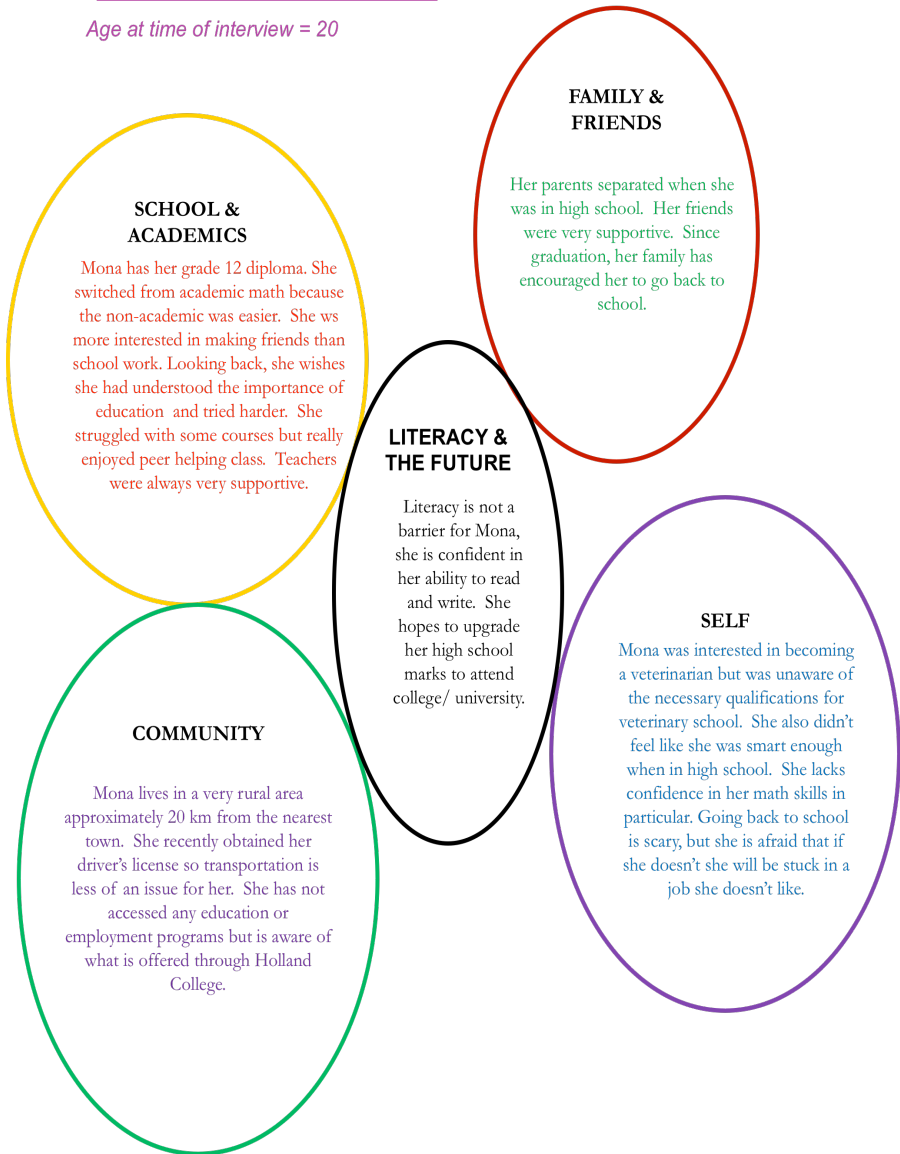 Age at time of interview = 20
FAMILY &
FRIENDS
Her parents separated when she
was in high school.  Her friends
were very supportive.  Since
graduation, her family has
encouraged her to go back to
school.
SCHOOL &
ACADEMICS
Mona has her grade 12 diploma. She
switched from academic math because
the non-academic was easier.  She ws
more interested in making friends than
school work. Looking back, she wishes
she had understood the importance of
education  and tried harder.  She
struggled with some courses but really
enjoyed peer helping class.  Teachers
were always very supportive.
LITERACY &
THE FUTURE
Literacy is not a
barrier for Mona,
she is confident in
her ability to read
and write.  She
hopes to upgrade
her high school
marks to attend
college/ university.
SELF
Mona was interested in becoming
a veterinarian but was unaware of
the necessary qualifications for
veterinary school.  She also didn’t
feel like she was smart enough
when in high school.  She lacks
confidence in her math skills in
particular. Going back to school
is scary, but she is afraid that if
she doesn’t she will be stuck in a
job she doesn’t like.
COMMUNITY
Mona lives in a very rural area
approximately 20 km from the nearest
town.  She recently obtained her
driver’s license so transportation is
less of an issue for her.  She has not
accessed any education or
employment programs but is aware of
what is offered through Holland
College.